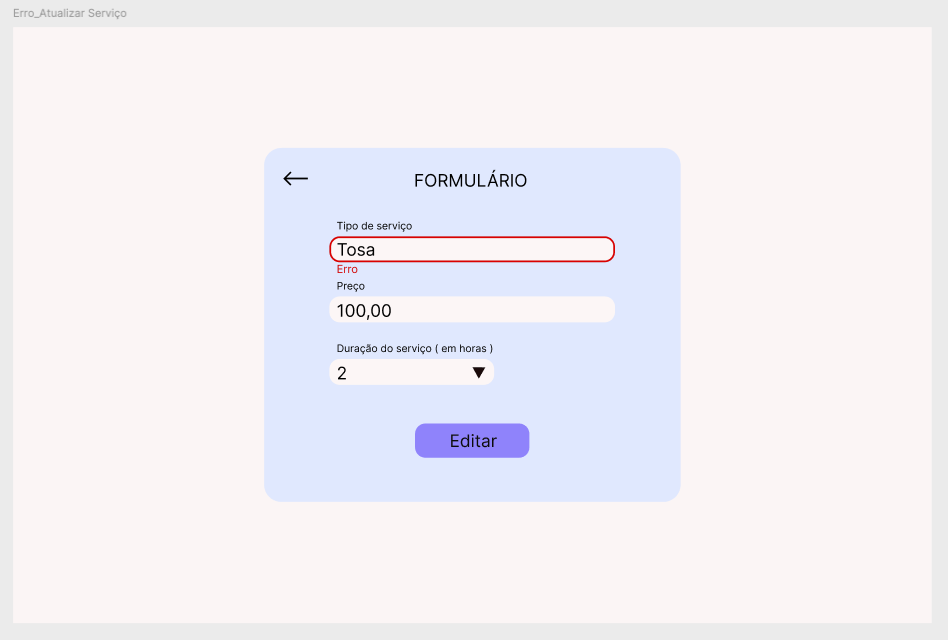 Erro_Atualizar Serviço
FORMULÁRIO
Tipo de serviço
Tosa
Erro
Preço
100,00
Duração do serviço ( em horas )
2
Editar